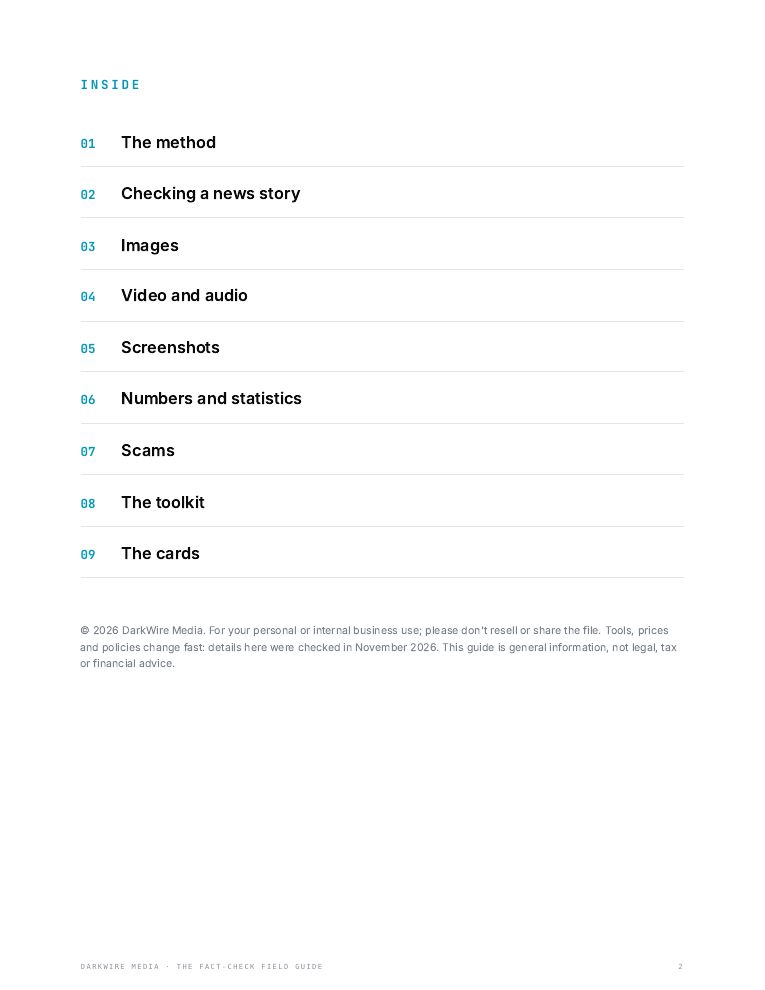 INSIDE
01 The method
02 Checking a news story
03 Images
04 Video and audio
05 Screenshots
06 Numbers and statistics
07 Scams
08 The toolkit
09 The cards
© 2026 DarkWire Media. For your personal or internal business use; please don't resell or share the file. Tools, prices
and policies change fast: details here were checked in November 2026. This guide is general information, not legal, tax
or financial advice.
DARKWIRE MEDIA · THE FACT-CHECK FIELD GUIDE 2